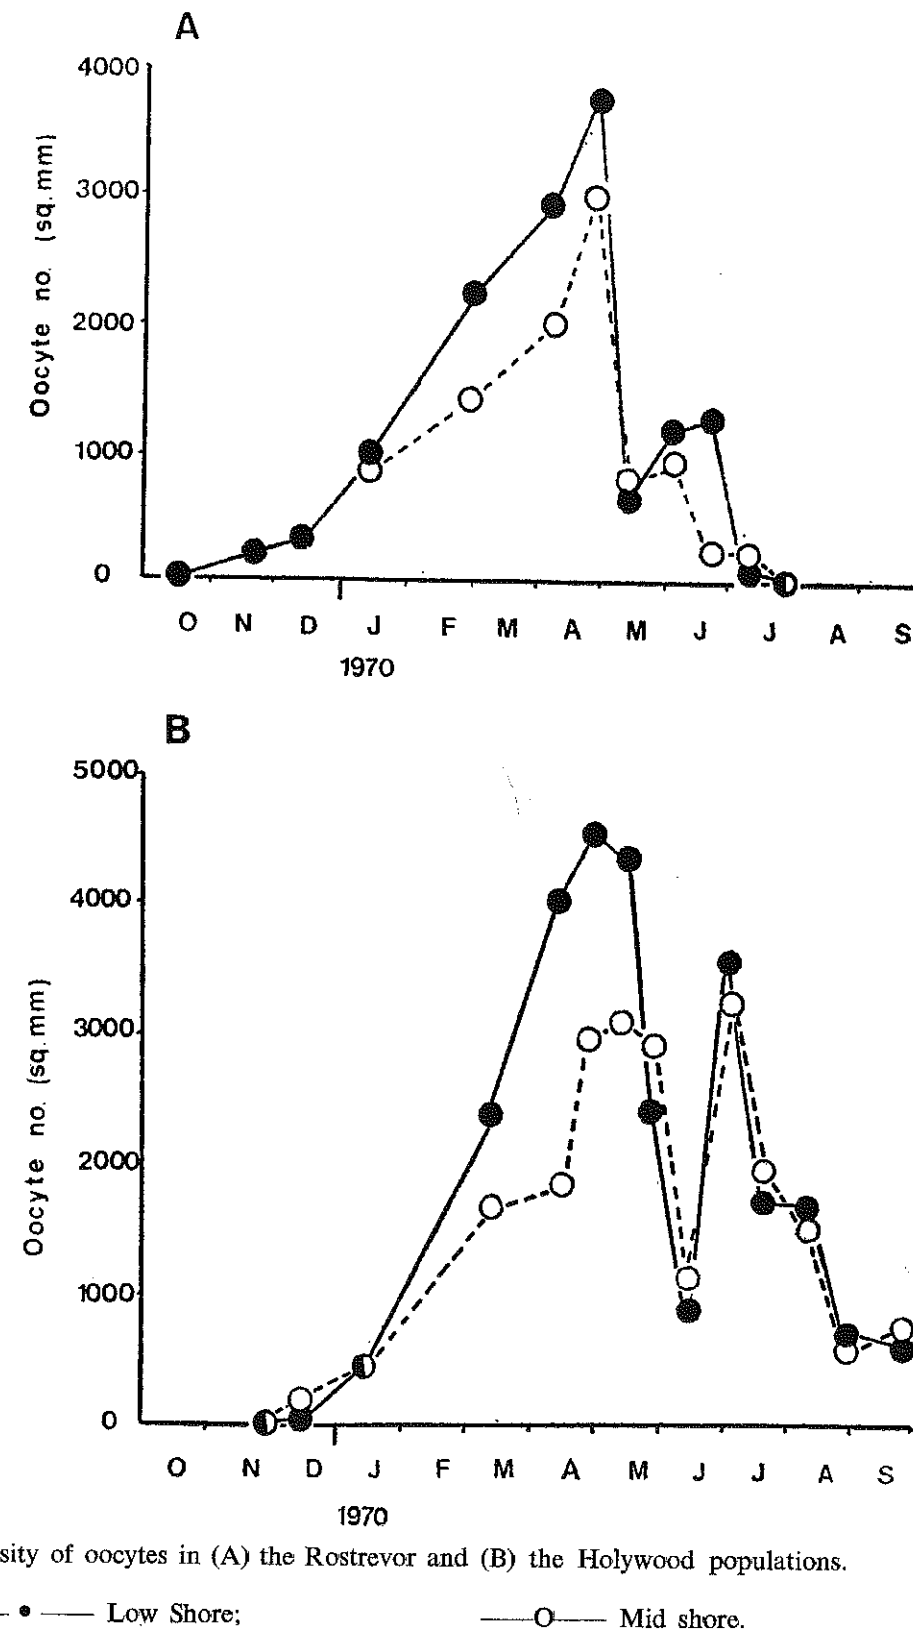 A
4000
3000
2000
1000
0
Oocyte no. (sq.mm)
O N D J F M A M J J A S
1970
B
5000
4000
3000
2000
1000
0
Oocyte no. (sq.mm)
O N D J F M A M J J A S
1970
sity of oocytes in (A) the Rostrevor and (B) the Holywood populations.
Low Shore; Mid shore.